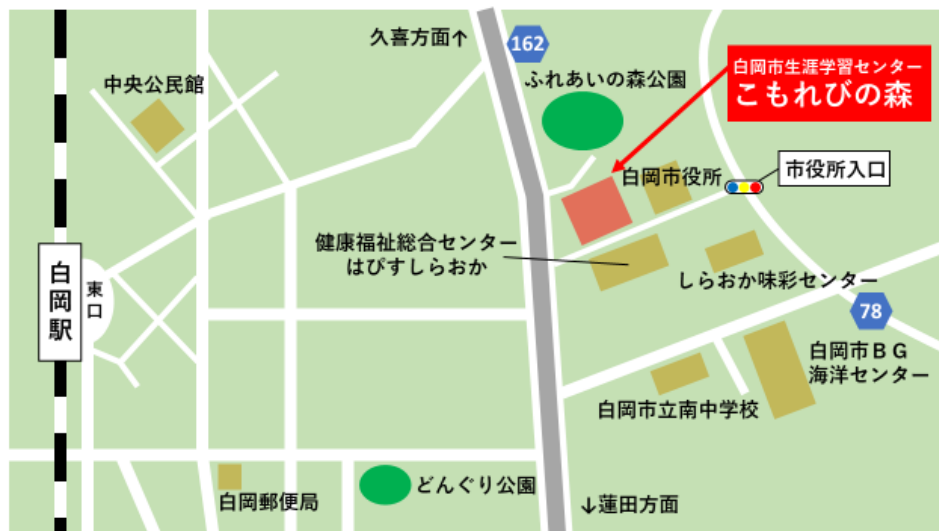 久喜方面↑
162
中央公民館
ふれあいの森公園
白岡市生涯学習センター
こもれびの森
白岡市役所
市役所入口
健康福祉総合センター
はぴすしらおか
白岡駅
東口
しらおか味彩センター
78
白岡市BG
海洋センター
白岡市立南中学校
白岡郵便局
どんぐり公園
↓蓮田方面